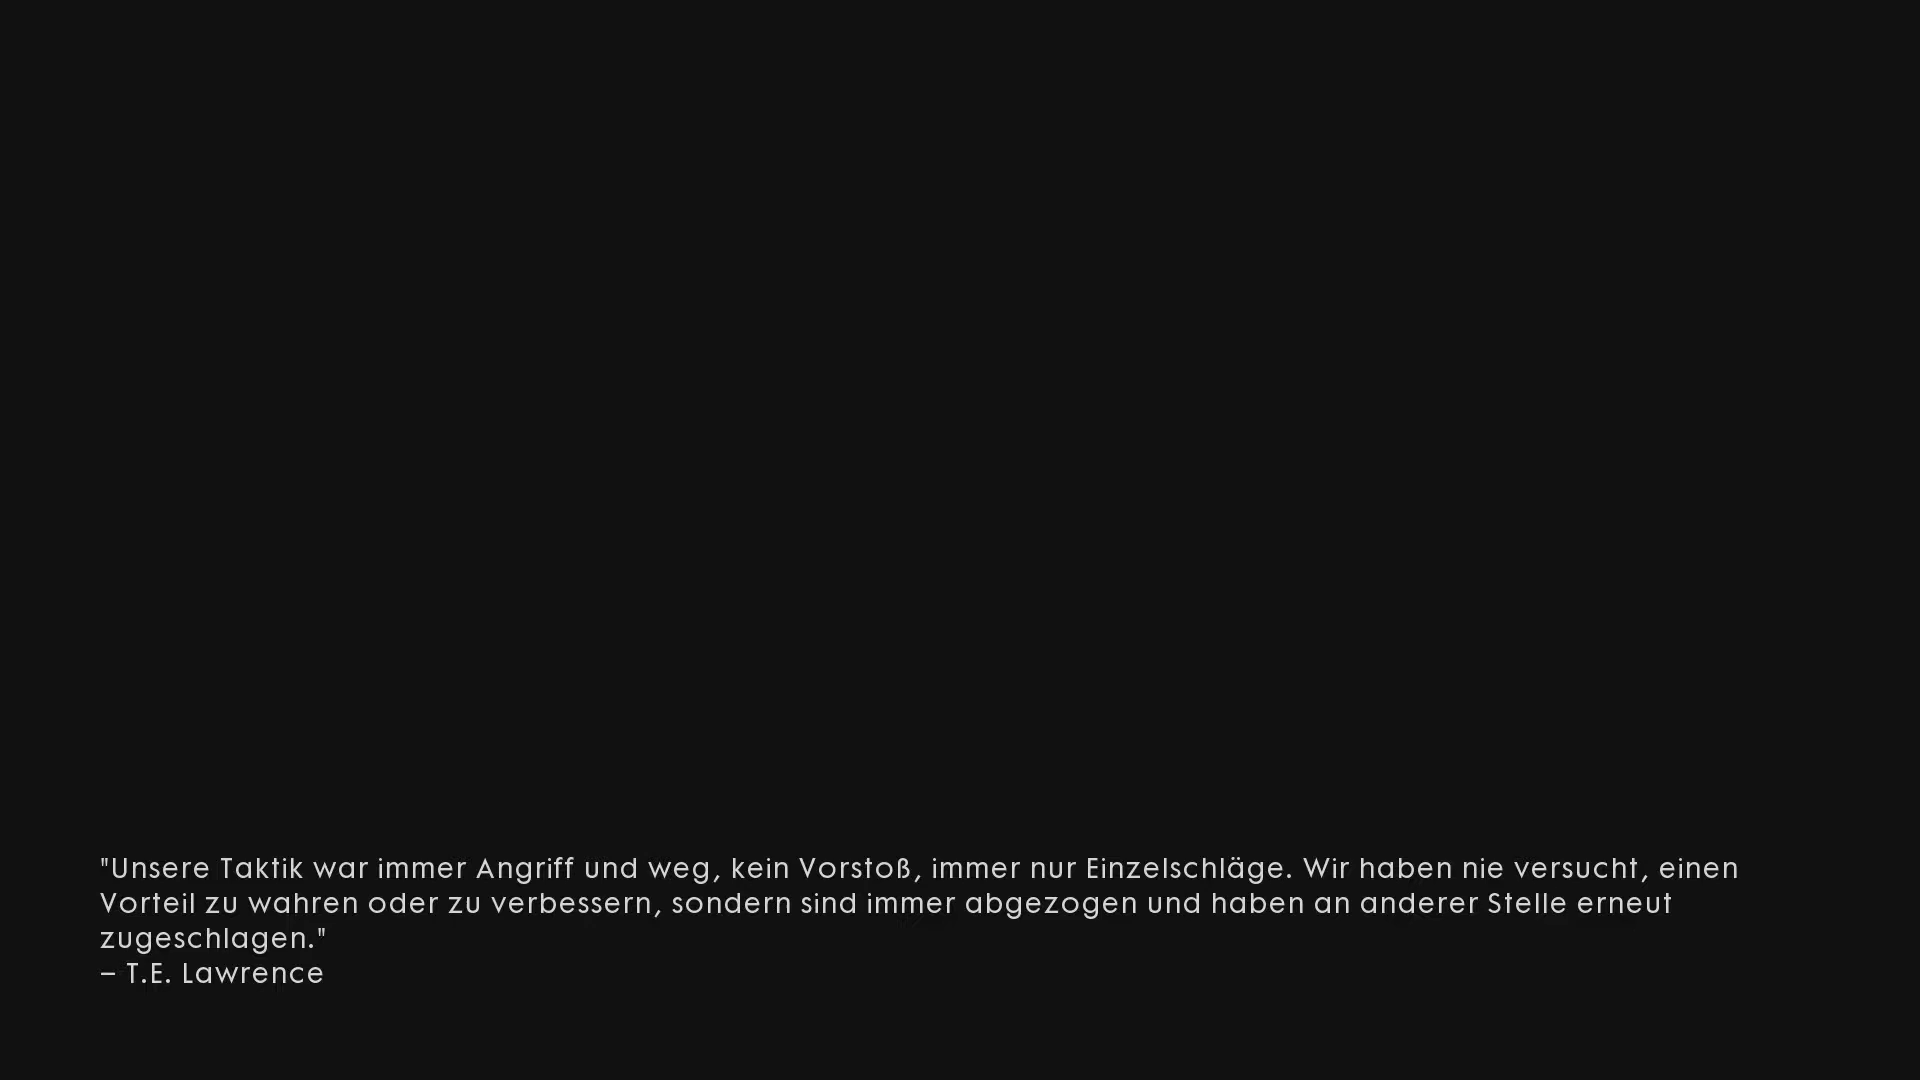 "Unsere Taktik war immer Angriff und weg, kein Vorstoß, immer nur Einzelschläge. Wir haben nie versucht, einen
Vorteil zu wahren oder zu verbessern, sondern sind immer abgezogen und haben an anderer Stelle erneut
zugeschlagen."
– T.E. Lawrence